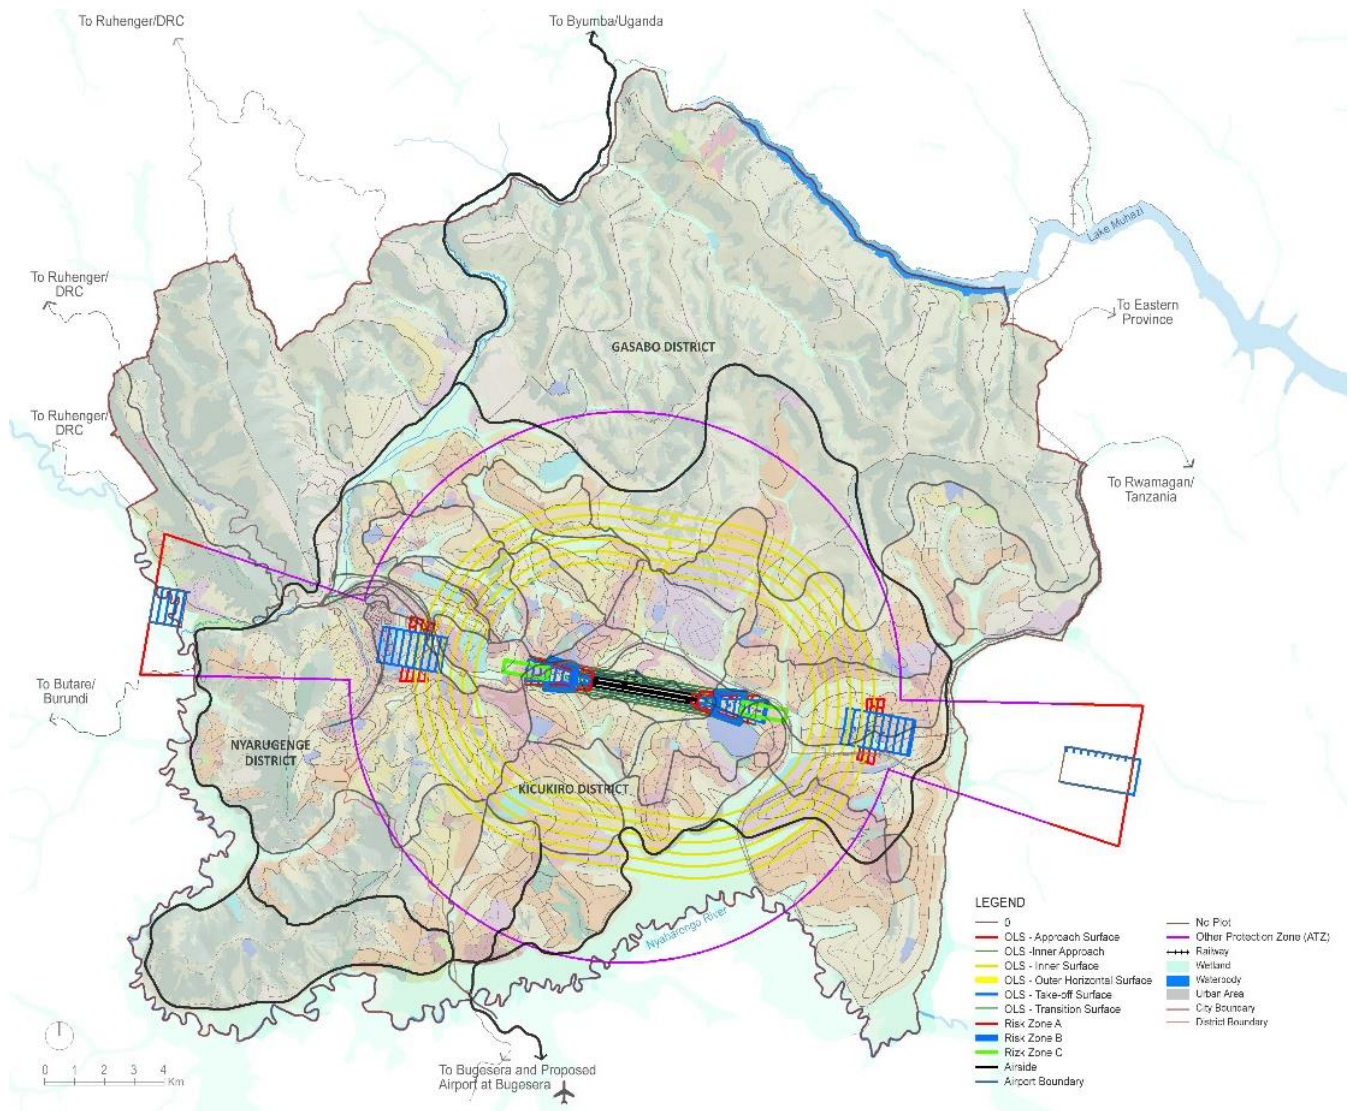 To Ruhenger/DRC
To Byumba/Uganda
Lake Muhazi
To Ruhenger/
DRC
To Eastern
Province
GASABO DISTRICT
To Ruhenger/
DRC
To Rwamagan/
Tanzania
To Butare/
Burundi
NYARUGENGE
DISTRICT
KICUKIRO DISTRICT
Nyabarongo River
To Bugesera and Proposed
Airport at Bugesera
0 1 2 3 4
Km
LEGEND
0
OLS - Approach Surface
OLS -Inner Approach
OLS - Inner Surface
OLS - Outer Horizontal Surface
OLS - Take-off Surface
OLS - Transition Surface
Risk Zone A
Risk Zone B
Rizk Zone C
Airside
Airport Boundary
No Plot
Other Protection Zone (ATZ)
Railway
Wetland
Waterbody
Urban Area
City Boundary
District Boundary